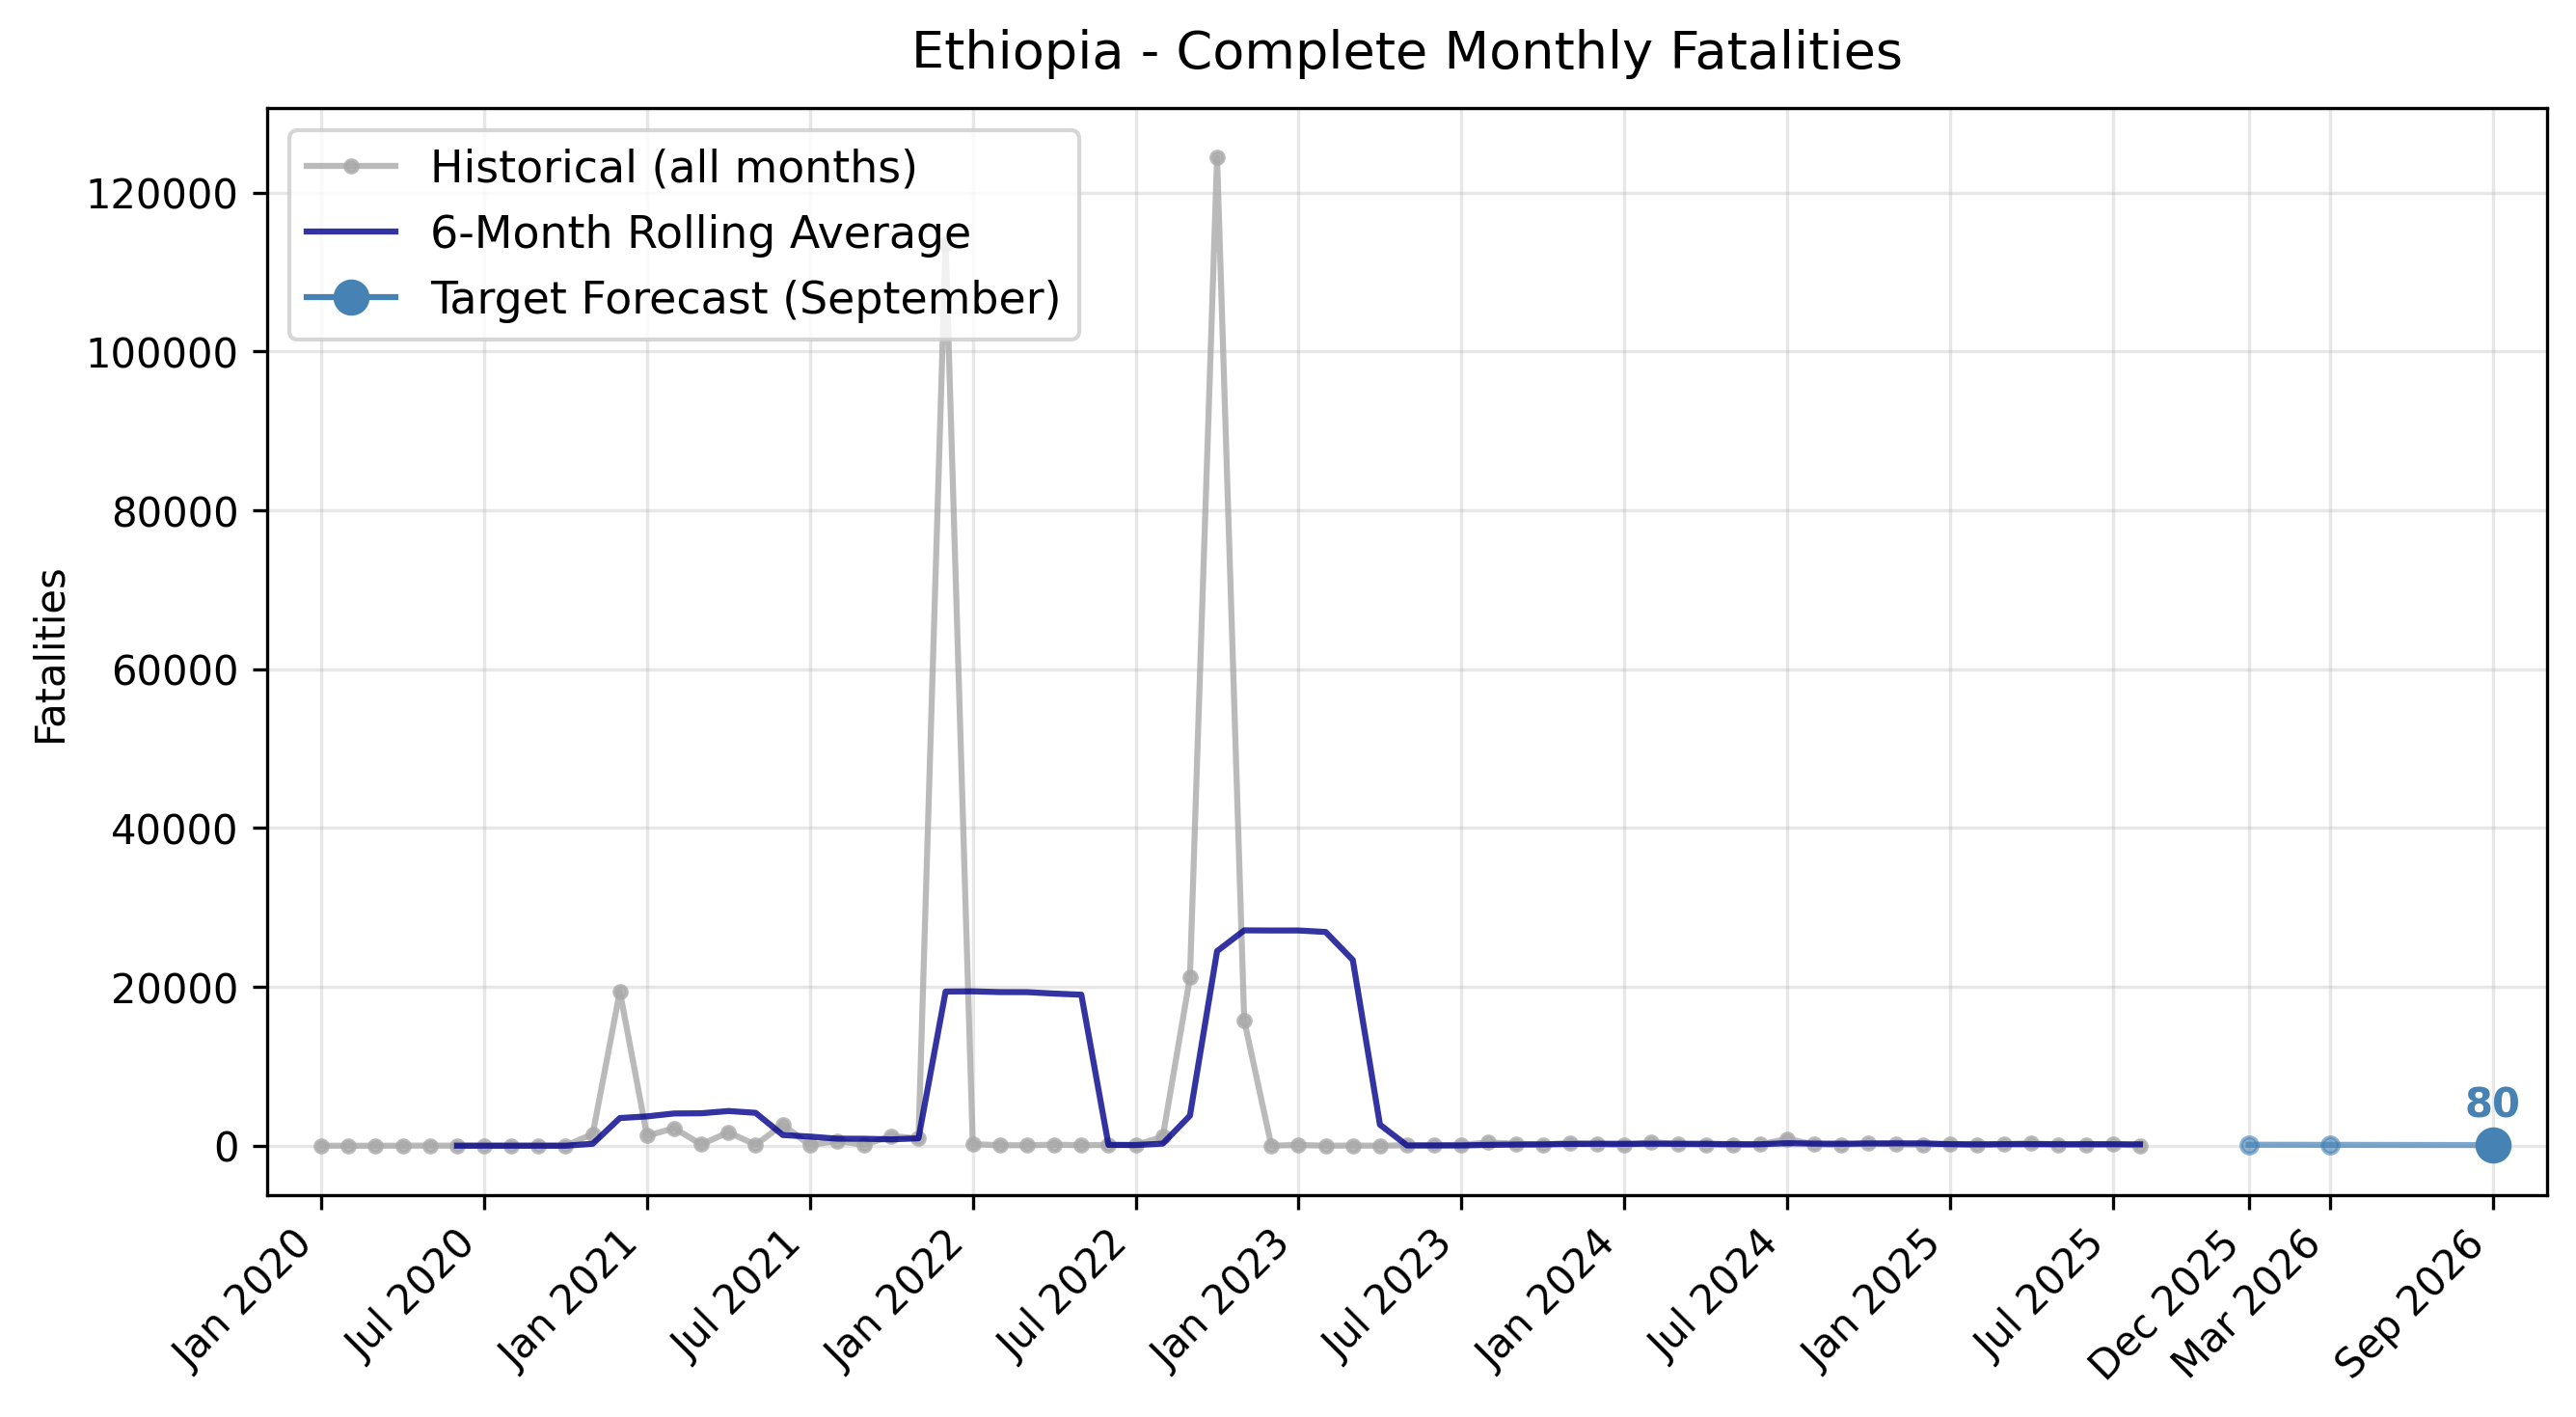 Ethiopia - Complete Monthly Fatalities
Historical (all months)
6-Month Rolling Average
Target Forecast (September)
Fatalities
120000
100000
80000
60000
40000
20000
0
80
Jan 2020
Jul 2020
Jan 2021
Jul 2021
Jan 2022
Jul 2022
Jan 2023
Jul 2023
Jan 2024
Jul 2024
Jan 2025
Jul 2025
Dec 2025
Mar 2026
Sep 2026